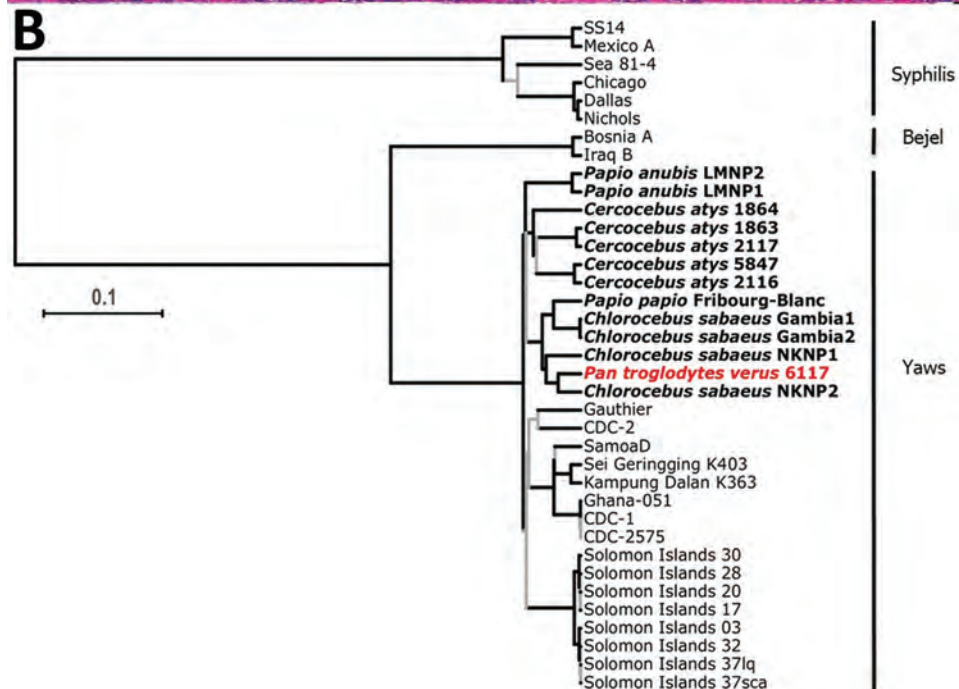 B
SS14
Mexico A
Sea 81-4
Chicago
Dallas
Nichols
Syphilis
Bosnia A
Iraq B
Bejel
Papio anubis LMNP2
Papio anubis LMNP1
Cercocebus atys 1864
Cercocebus atys 1863
Cercocebus atys 2117
Cercocebus atys 5847
Cercocebus atys 2116
Papio papio Fribourg-Blanc
Chlorocebus sabaeus Gambia1
Chlorocebus sabaeus Gambia2
Chlorocebus sabaeus NKNP1
Pan troglodytes verus 6117
Chlorocebus sabaeus NKNP2
Gauthier
CDC-2
SamoaD
Sei Geringging K403
Kampung Dalan K363
Ghana-051
CDC-1
CDC-2575
Solomon Islands 30
Solomon Islands 28
Solomon Islands 20
Solomon Islands 17
Solomon Islands 03
Solomon Islands 32
Solomon Islands 37lq
Solomon Islands 37sca
Yaws
0.1